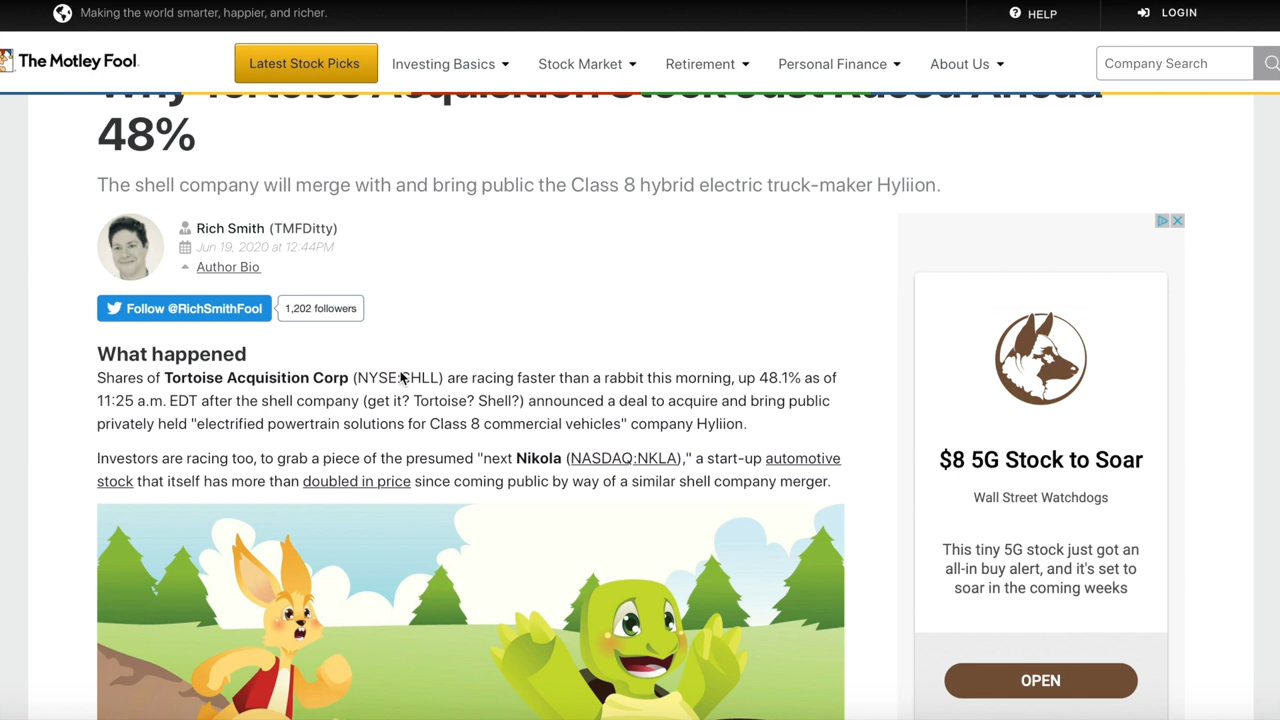 Making the world smarter, happier, and richer.
HELP
LOGIN
The Motley Fool
Latest Stock Picks
Investing Basics
Stock Market
Retirement
Personal Finance
About Us
Company Search
Why Tortoise Acquisition Stock Just Raced Ahead
48%
The shell company will merge with and bring public the Class 8 hybrid electric truck-maker Hyliion.
Rich Smith (TMFDitty)
Jun 19, 2020 at 12:44PM
Author Bio
Follow @RichSmithFool
1,202 followers
What happened
Shares of Tortoise Acquisition Corp (NYSE:SHLL) are racing faster than a rabbit this morning, up 48.1% as of
11:25 a.m. EDT after the shell company (get it? Tortoise? Shell?) announced a deal to acquire and bring public
privately held "electrified powertrain solutions for Class 8 commercial vehicles" company Hyliion.
Investors are racing too, to grab a piece of the presumed "next Nikola (NASDAQ:NKLA)," a start-up automotive
stock that itself has more than doubled in price since coming public by way of a similar shell company merger.
$8 5G Stock to Soar
Wall Street Watchdogs
This tiny 5G stock just got an
all-in buy alert, and it's set to
soar in the coming weeks
OPEN